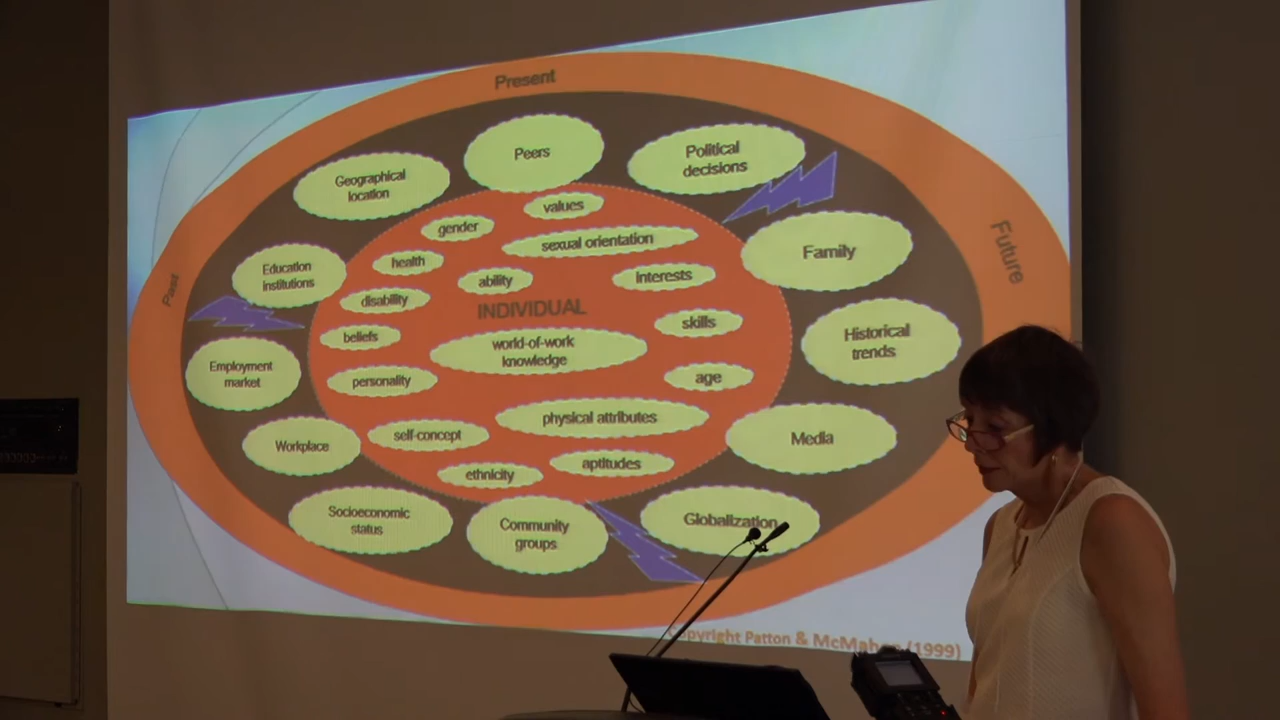 Present
Past
Future
Peers
Political
decisions
Geographical
location
Family
Education
institutions
Historical
trends
Employment
market
Media
Workplace
Globalization
Socioeconomic
status
Community
groups
values
gender
sexual orientation
health
ability
interests
disability
INDIVIDUAL
skills
beliefs
world-of-work
knowledge
personality
age
physical attributes
self-concept
aptitudes
ethnicity
Copyright Patton & McMahon (1999)